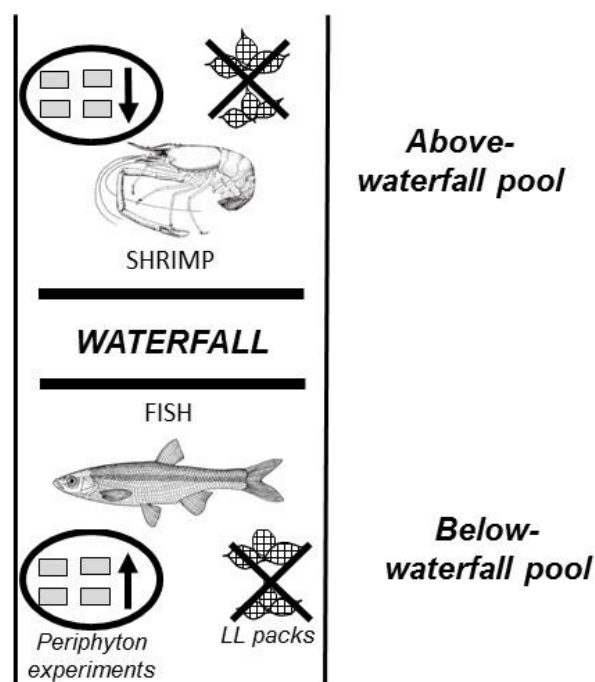 Above-
waterfall pool
SHRIMP
WATERFALL
FISH
Below-
waterfall pool
Periphyton
experiments
LL packs